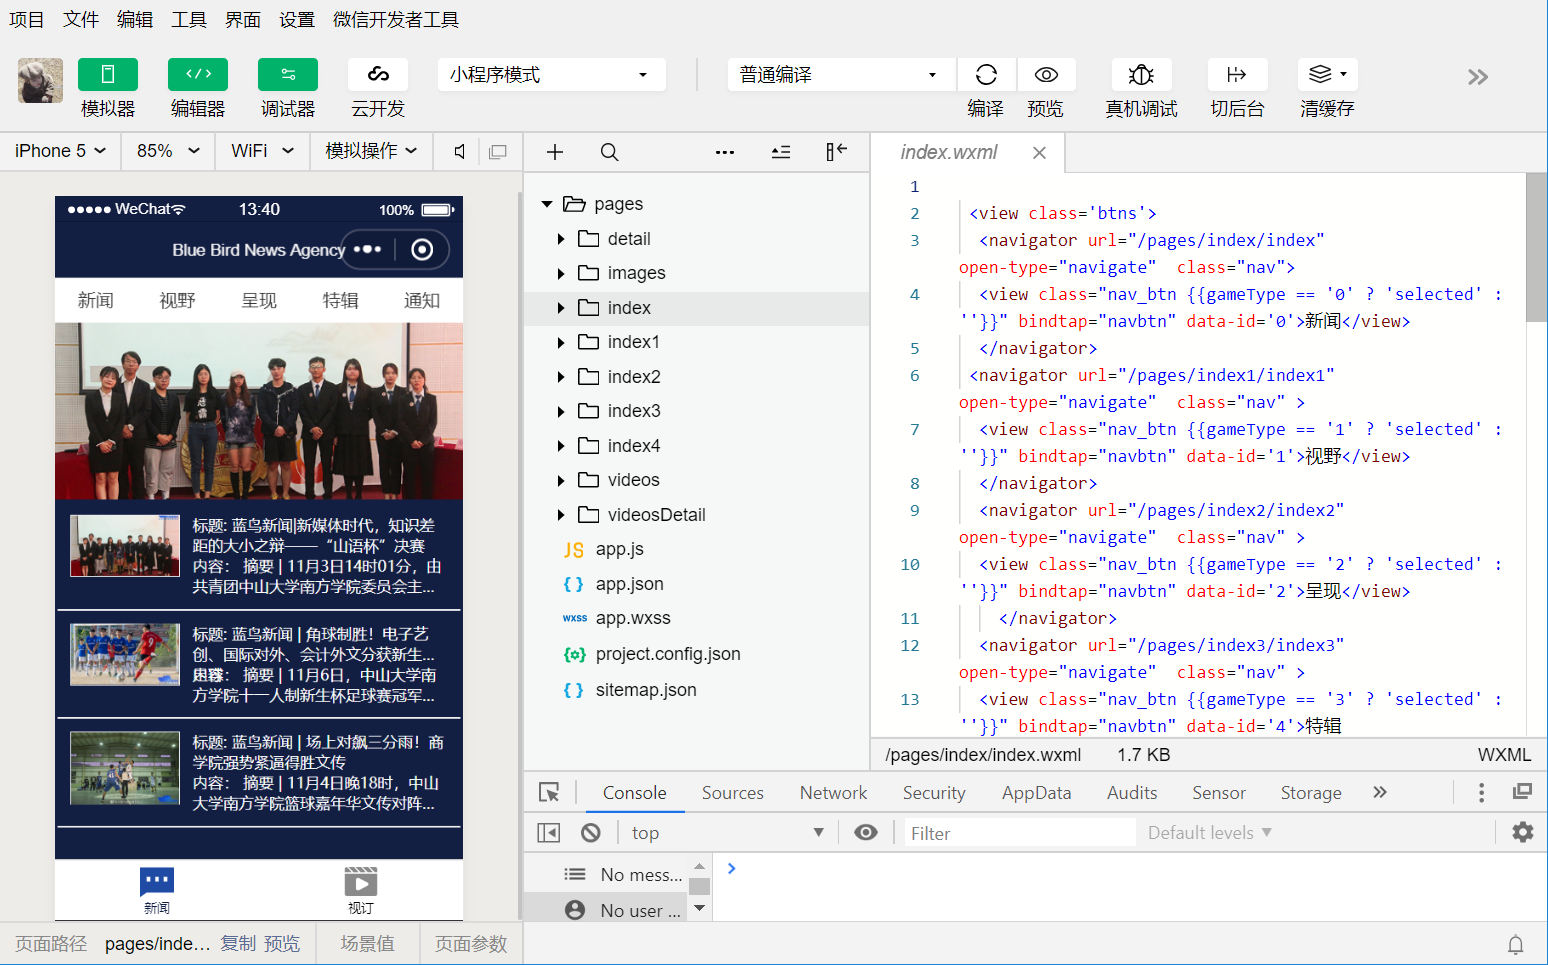 项目 文件 编辑 工具 界面 设置 微信开发者工具
小程序模式 普通编译
模拟器 编辑器 调试器 云开发 编译 预览 真机调试 切后台 清缓存
iPhone 5 85% WiFi 模拟操作
index.wxml
WeChat 13:40 100%
Blue Bird News Agency
新闻 视野 呈现 特辑 通知
标题: 蓝鸟新闻|新媒体时代，知识差
距的大小之辩——“山语杯”决赛
内容： 摘要 | 11月3日14时01分，由
共青团中山大学南方学院委员会主...
标题: 蓝鸟新闻 | 角球制胜！电子艺
创、国际对外、会计外文分获新生...
内容： 摘要 | 11月6日，中山大学南
方学院十一人制新生杯足球赛冠军...
标题: 蓝鸟新闻 | 场上对飙三分雨！商
学院强势紧逼得胜文传
内容： 摘要 | 11月4日晚18时，中山
大学南方学院篮球嘉年华文传对阵...
新闻 视订
页面路径 pages/inde... 复制 预览 场景值 页面参数
pages
detail
images
index
index1
index2
index3
index4
videos
videosDetail
JS app.js
{ } app.json
wxss app.wxss
project.config.json
{ } sitemap.json
1
2 <view class='btns'>
3 <navigator url="/pages/index/index"
open-type="navigate"  class="nav">
4 <view class="nav_btn {{gameType == '0' ? 'selected' :
''}}" bindtap="navbtn" data-id='0'>新闻</view>
5 </navigator>
6 <navigator url="/pages/index1/index1"
open-type="navigate"  class="nav" >
7 <view class="nav_btn {{gameType == '1' ? 'selected' :
''}}" bindtap="navbtn" data-id='1'>视野</view>
8 </navigator>
9 <navigator url="/pages/index2/index2"
open-type="navigate"  class="nav" >
10 <view class="nav_btn {{gameType == '2' ? 'selected' :
''}}" bindtap="navbtn" data-id='2'>呈现</view>
11 </navigator>
12 <navigator url="/pages/index3/index3"
open-type="navigate"  class="nav" >
13 <view class="nav_btn {{gameType == '3' ? 'selected' :
''}}" bindtap="navbtn" data-id='4'>特辑
/pages/index/index.wxml 1.7 KB WXML
Console Sources Network Security AppData Audits Sensor Storage
top Filter Default levels
No mess...
No user ...